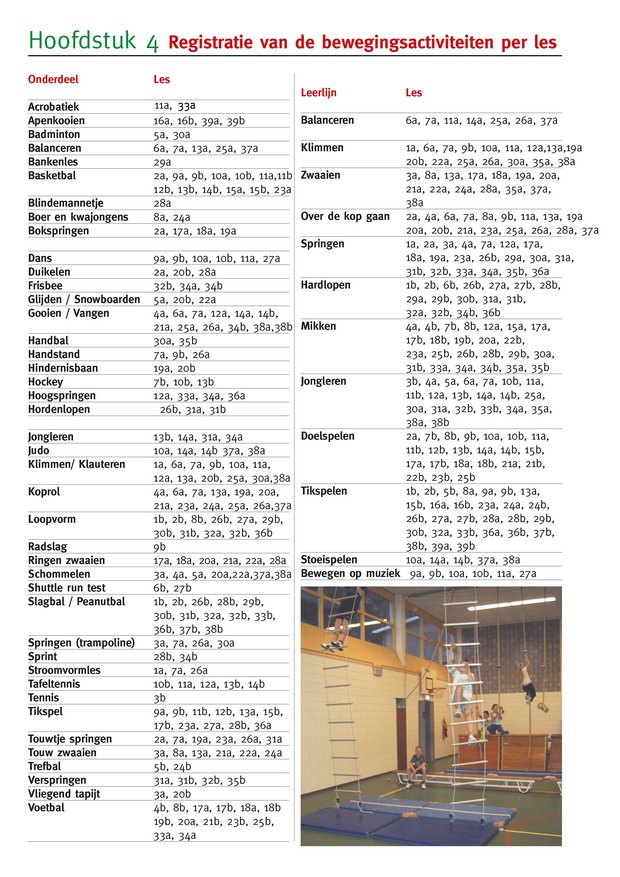 Hoofdstuk 4 Registratie van de bewegingsactiviteiten per les
Onderdeel Les
Acrobatiek 11a, 33a
Apenkooien 16a, 16b, 39a, 39b
Badminton 5a, 30a
Balanceren 6a, 7a, 13a, 25a, 37a
Bankenles 29a
Basketbal 2a, 9a, 9b, 10a, 10b, 11a,11b
12b, 13b, 14b, 15a, 15b, 23a
Blindemannetje 28a
Boer en kwajongens 8a, 24a
Bokspringen 2a, 17a, 18a, 19a
Dans 9a, 9b, 10a, 10b, 11a, 27a
Duikelen 2a, 20b, 28a
Frisbee 32b, 34a, 34b
Glijden / Snowboarden 5a, 20b, 22a
Gooien / Vangen 4a, 6a, 7a, 12a, 14a, 14b,
21a, 25a, 26a, 34b, 38a,38b
Handbal 30a, 35b
Handstand 7a, 9b, 26a
Hindernisbaan 19a, 20b
Hockey 7b, 10b, 13b
Hoogspringen 12a, 33a, 34a, 36a
Hordenlopen 26b, 31a, 31b
Jongleren 13b, 14a, 31a, 34a
Judo 10a, 14a, 14b 37a, 38a
Klimmen/ Klauteren 1a, 6a, 7a, 9b, 10a, 11a,
12a, 13a, 20b, 25a, 30a,38a
Koprol 4a, 6a, 7a, 13a, 19a, 20a,
21a, 23a, 24a, 25a, 26a,37a
Loopvorm 1b, 2b, 8b, 26b, 27a, 29b,
30b, 31b, 32a, 32b, 36b
Radslag 9b
Ringen zwaaien 17a, 18a, 20a, 21a, 22a, 28a
Schommelen 3a, 4a, 5a, 20a,22a,37a,38a
Shuttle run test 6b, 27b
Slagbal / Peanutbal 1b, 2b, 26b, 28b, 29b,
30b, 31b, 32a, 32b, 33b,
36b, 37b, 38b
Springen (trampoline) 3a, 7a, 26a, 30a
Sprint 28b, 34b
Stroomvormles 1a, 7a, 26a
Tafeltennis 10b, 11a, 12a, 13b, 14b
Tennis 3b
Tikspel 9a, 9b, 11b, 12b, 13a, 15b,
17b, 23a, 27a, 28b, 36a
Touwtje springen 2a, 7a, 19a, 23a, 26a, 31a
Touw zwaaien 3a, 8a, 13a, 21a, 22a, 24a
Trefbal 5b, 24b
Verspringen 31a, 31b, 32b, 35b
Vliegend tapijt 3a, 20b
Voetbal 4b, 8b, 17a, 17b, 18a, 18b
19b, 20a, 21b, 23b, 25b,
33a, 34a
Leerlijn Les
Balanceren 6a, 7a, 11a, 14a, 25a, 26a, 37a
Klimmen 1a, 6a, 7a, 9b, 10a, 11a, 12a,13a,19a
20b, 22a, 25a, 26a, 30a, 35a, 38a
Zwaaien 3a, 8a, 13a, 17a, 18a, 19a, 20a,
21a, 22a, 24a, 28a, 35a, 37a,
38a
Over de kop gaan 2a, 4a, 6a, 7a, 8a, 9b, 11a, 13a, 19a
20a, 20b, 21a, 23a, 25a, 26a, 28a, 37a
Springen 1a, 2a, 3a, 4a, 7a, 12a, 17a,
18a, 19a, 23a, 26b, 29a, 30a, 31a,
31b, 32b, 33a, 34a, 35b, 36a
Hardlopen 1b, 2b, 6b, 26b, 27a, 27b, 28b,
29a, 29b, 30b, 31a, 31b,
32a, 32b, 34b, 36b
Mikken 4a, 4b, 7b, 8b, 12a, 15a, 17a,
17b, 18b, 19b, 20a, 22b,
23a, 25b, 26b, 28b, 29b, 30a,
31b, 33a, 34a, 34b, 35a, 35b
Jongleren 3b, 4a, 5a, 6a, 7a, 10b, 11a,
11b, 12a, 13b, 14a, 14b, 25a,
30a, 31a, 32b, 33b, 34a, 35a,
38a, 38b
Doelspelen 2a, 7b, 8b, 9b, 10a, 10b, 11a,
11b, 12b, 13b, 14a, 14b, 15b,
17a, 17b, 18a, 18b, 21a, 21b,
22b, 23b, 25b
Tikspelen 1b, 2b, 5b, 8a, 9a, 9b, 13a,
15b, 16a, 16b, 23a, 24a, 24b,
26b, 27a, 27b, 28a, 28b, 29b,
30b, 32a, 33b, 36a, 36b, 37b,
38b, 39a, 39b
Stoeispelen 10a, 14a, 14b, 37a, 38a
Bewegen op muziek 9a, 9b, 10a, 10b, 11a, 27a